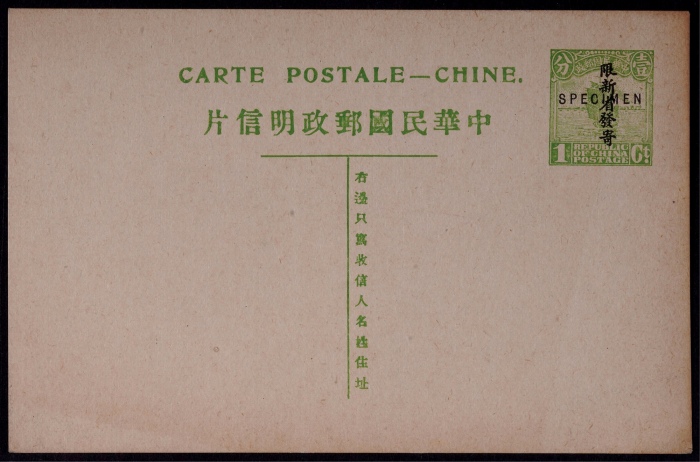 CARTE POSTALE—CHINE.
中華民國郵政明信片
右邊只寫收信人名姓住址
壹分
限新省發寄
SPECIMEN
REPUBLIC
OF CHINA
1 POSTAGE Ct.